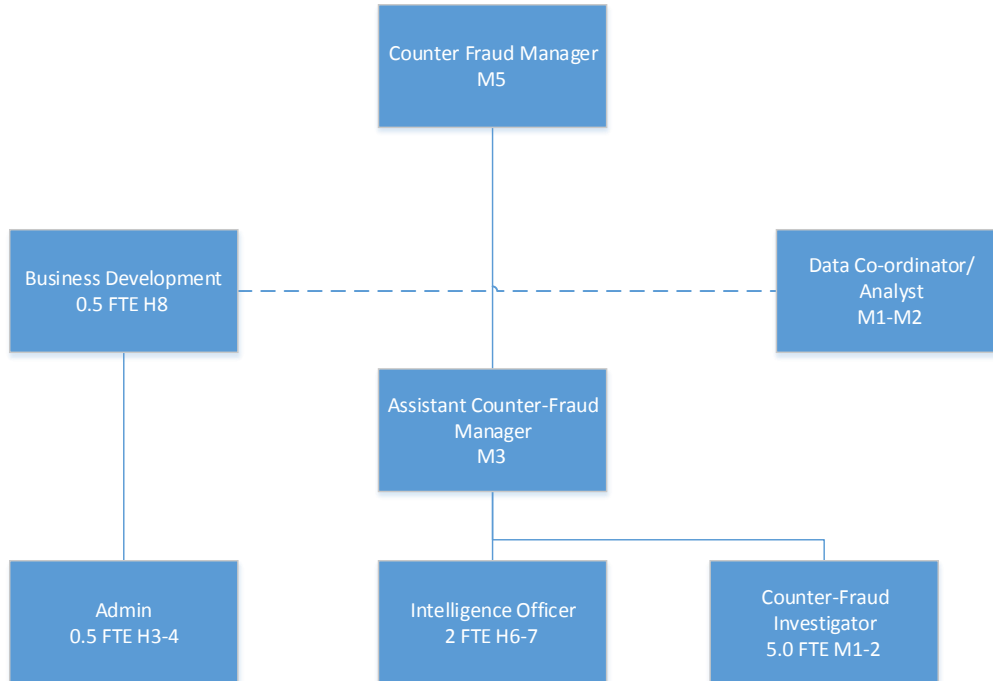 Counter Fraud Manager
M5
Business Development
0.5 FTE H8
Data Co-ordinator/
Analyst
M1-M2
Assistant Counter-Fraud
Manager
M3
Admin
0.5 FTE H3-4
Intelligence Officer
2 FTE H6-7
Counter-Fraud
Investigator
5.0 FTE M1-2